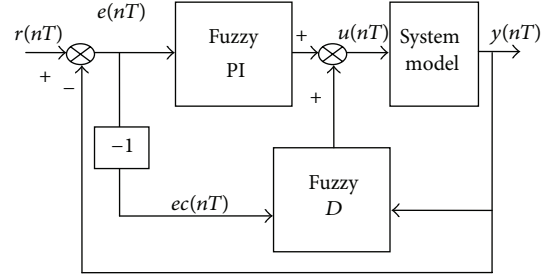 r(nT)
e(nT)
+
−
Fuzzy
PI
+
+
u(nT)
System
model
y(nT)
−1
ec(nT)
Fuzzy
D